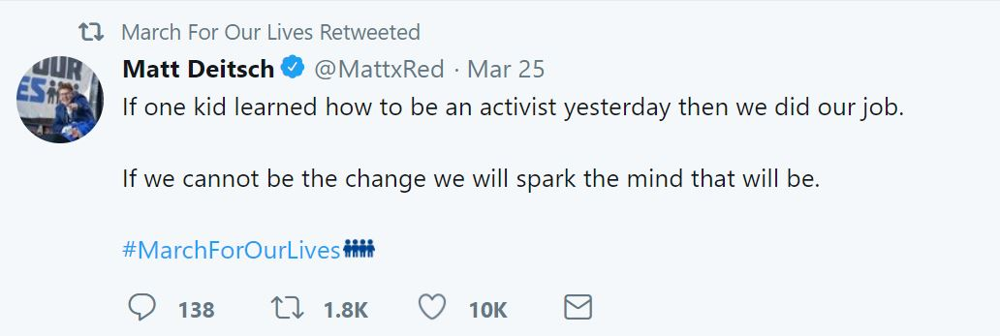 March For Our Lives Retweeted
Matt Deitsch @MattxRed · Mar 25
OUR
ES
If one kid learned how to be an activist yesterday then we did our job.
If we cannot be the change we will spark the mind that will be.
#MarchForOurLives
138 1.8K 10K